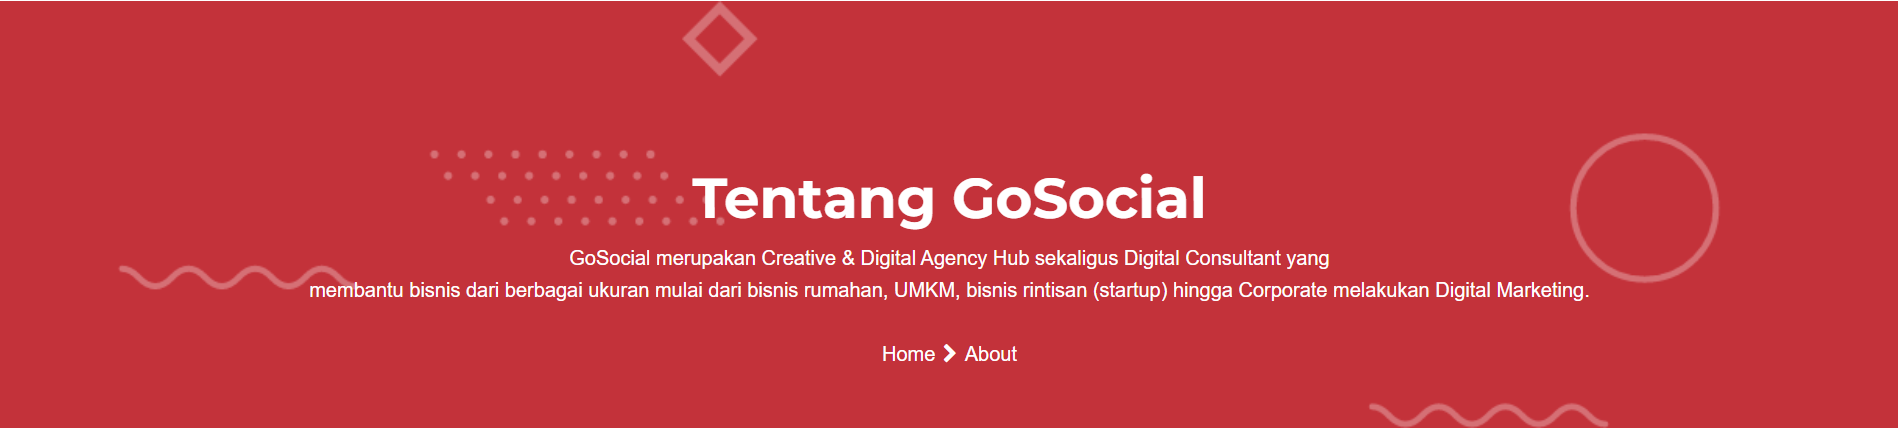 Tentang GoSocial
GoSocial merupakan Creative & Digital Agency Hub sekaligus Digital Consultant yang
membantu bisnis dari berbagai ukuran mulai dari bisnis rumahan, UMKM, bisnis rintisan (startup) hingga Corporate melakukan Digital Marketing.
Home > About